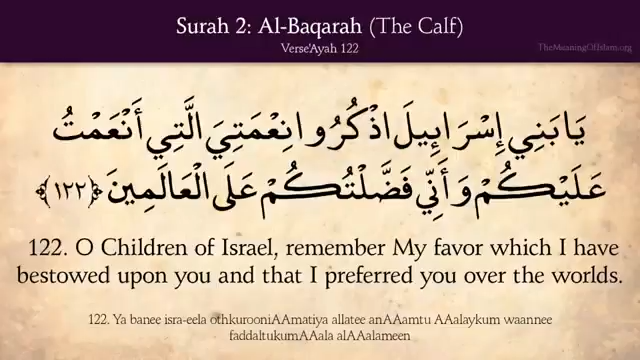 Surah 2: Al-Baqarah (The Calf)
Verse'Ayah 122
TheMeaningOfIslam.org
يَا بَنِي إِسْرَائِيلَ اذْكُرُوا نِعْمَتِيَ الَّتِي أَنْعَمْتُ
عَلَيْكُمْ وَأَنِّي فَضَّلْتُكُمْ عَلَى الْعَالَمِينَ ﴿١٢٢﴾
122. O Children of Israel, remember My favor which I have
bestowed upon you and that I preferred you over the worlds.
122. Ya banee isra-eela othkurooniAAmatiya allatee anAAamtu AAalaykum waannee
faddaltukumAAala alAAalameen